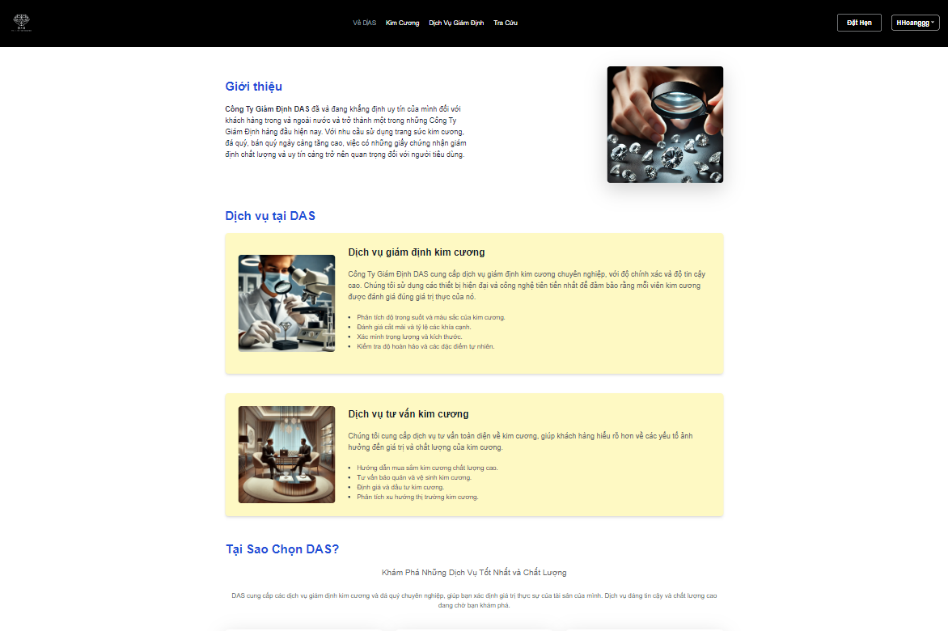 Về DAS
Kim Cương
Dịch Vụ Giám Định
Tra Cứu
Đặt Hẹn
HHoanggg
Giới thiệu
Công Ty Giám Định DAS đã và đang khẳng định uy tín của mình đối với
khách hàng trong và ngoài nước và trở thành một trong những Công Ty
Giám Định hàng đầu hiện nay. Với nhu cầu sử dụng trang sức kim cương,
đá quý, bán quý ngày càng tăng cao, việc có những giấy chứng nhận giám
định chất lượng và uy tín càng trở nên quan trọng đối với người tiêu dùng.
Dịch vụ tại DAS
Dịch vụ giám định kim cương
Công Ty Giám Định DAS cung cấp dịch vụ giám định kim cương chuyên nghiệp, với độ chính xác và độ tin cậy
cao. Chúng tôi sử dụng các thiết bị hiện đại và công nghệ tiên tiến nhất để đảm bảo rằng mỗi viên kim cương
được đánh giá đúng giá trị thực của nó.
Phân tích độ trong suốt và màu sắc của kim cương.
Đánh giá cắt mài và tỷ lệ các khía cạnh.
Xác minh trọng lượng và kích thước.
Kiểm tra độ hoàn hảo và các đặc điểm tự nhiên.
Dịch vụ tư vấn kim cương
Chúng tôi cung cấp dịch vụ tư vấn toàn diện về kim cương, giúp khách hàng hiểu rõ hơn về các yếu tố ảnh
hưởng đến giá trị và chất lượng của kim cương.
Hướng dẫn mua sắm kim cương chất lượng cao.
Tư vấn bảo quản và vệ sinh kim cương.
Định giá và đầu tư kim cương.
Phân tích xu hướng thị trường kim cương.
Tại Sao Chọn DAS?
Khám Phá Những Dịch Vụ Tốt Nhất và Chất Lượng
DAS cung cấp các dịch vụ giám định kim cương và đá quý chuyên nghiệp, giúp bạn xác định giá trị thực sự của tài sản của mình. Dịch vụ đáng tin cậy và chất lượng cao
đang chờ bạn khám phá.